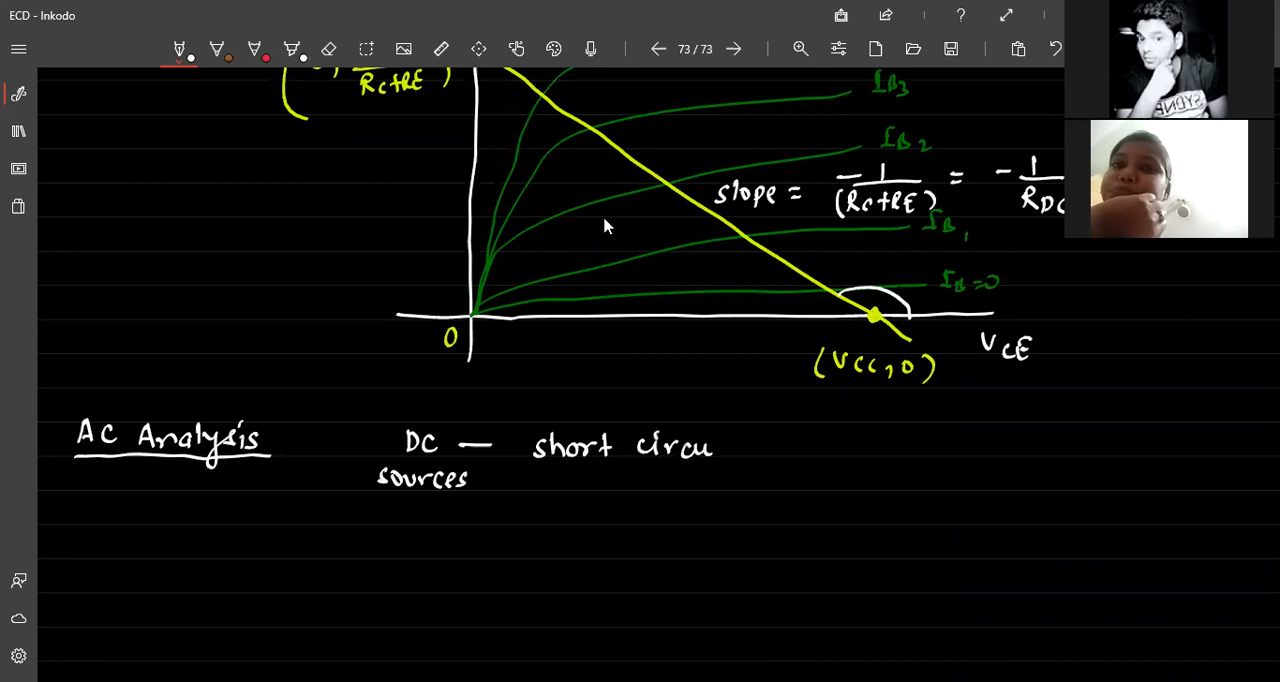 ECD - Inkodo
73 / 73
RC+RE
IB3
IB2
slope = -1/(RC+RE) = -1/RDC
IB1
IB=0
0
VCE
(VCC, 0)
AC Analysis
DC — short circu
sources